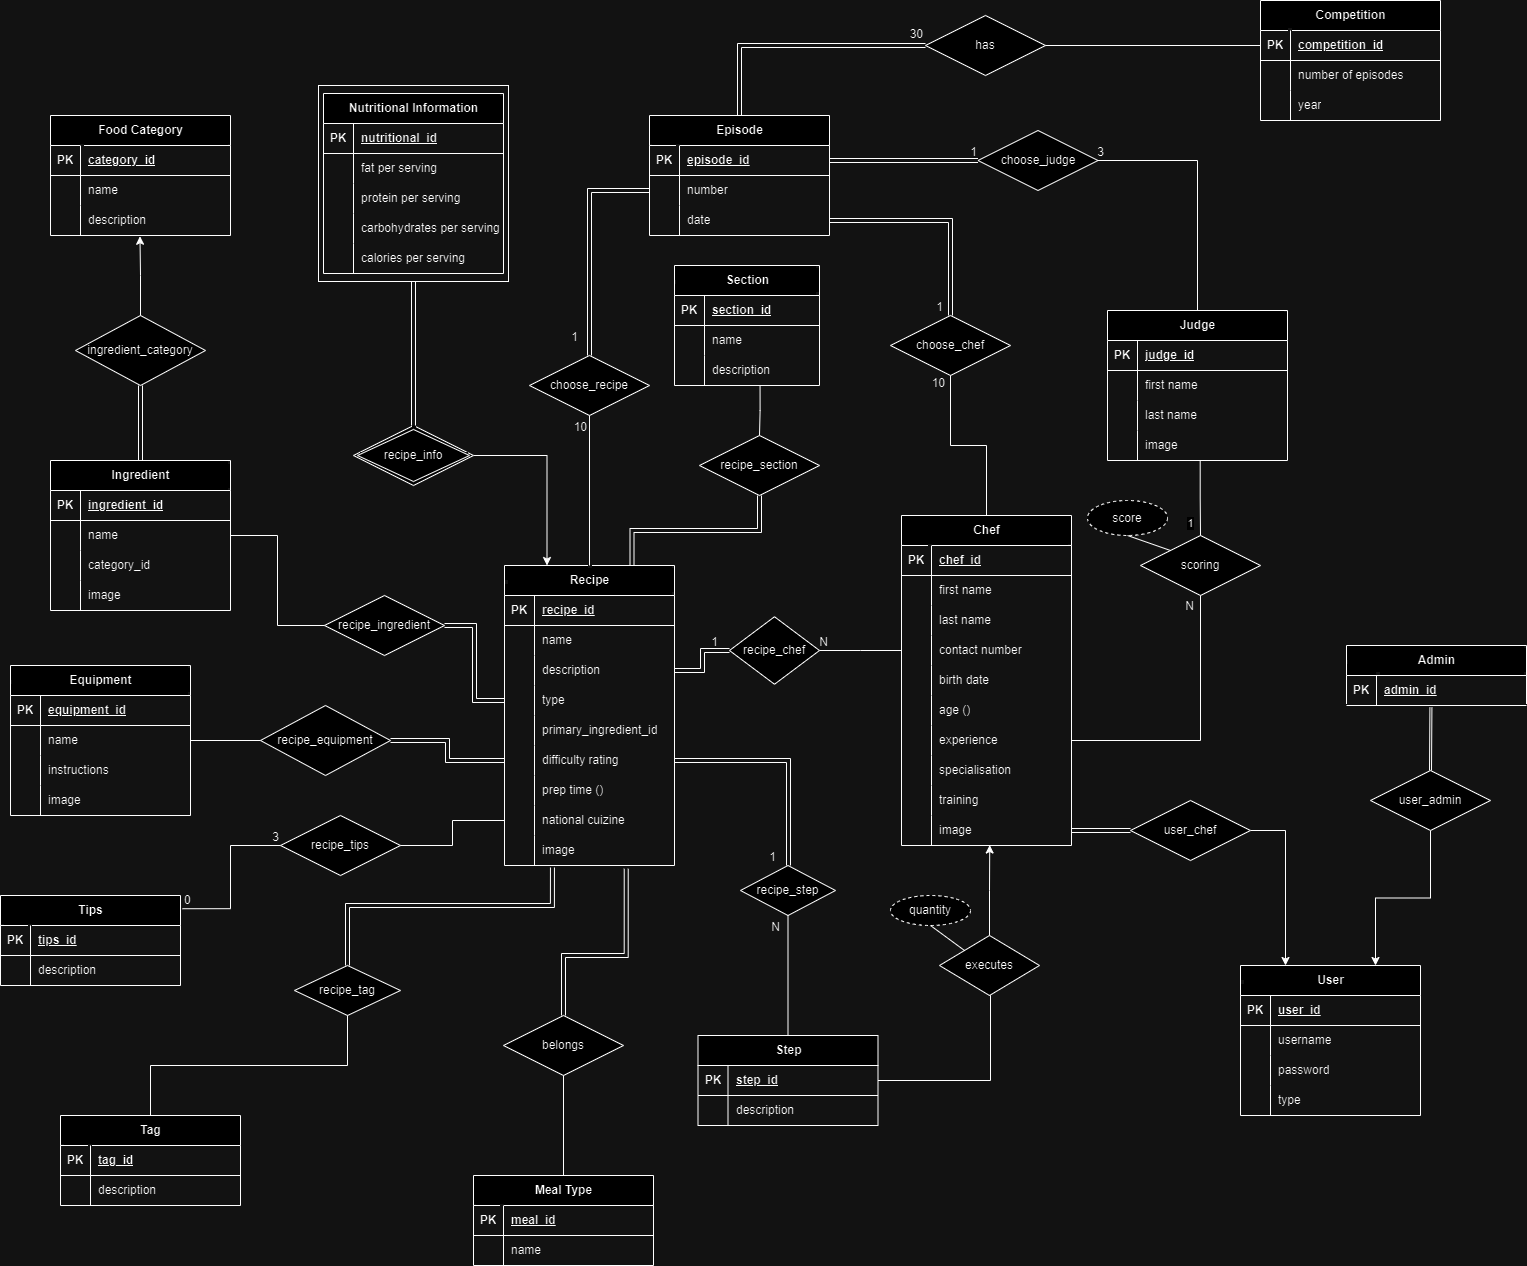 Competition
PK competition_id
number of episodes
year
30
has
Nutritional Information
PK nutritional_id
fat per serving
protein per serving
carbohydrates per serving
calories per serving
Food Category
PK category_id
name
description
Episode
PK episode_id
number
date
1
choose_judge
3
Section
PK section_id
name
description
1
choose_recipe
10
1
choose_chef
10
Judge
PK judge_id
first name
last name
image
ingredient_category
recipe_info
recipe_section
Ingredient
PK ingredient_id
name
category_id
image
score
1
scoring
N
Chef
PK chef_id
first name
last name
contact number
birth date
age ()
experience
specialisation
training
image
Recipe
PK recipe_id
name
description
type
primary_ingredient_id
difficulty rating
prep time ()
national cuizine
image
recipe_ingredient
1
recipe_chef
N
Equipment
PK equipment_id
name
instructions
image
recipe_equipment
Admin
PK admin_id
user_admin
user_chef
3
recipe_tips
0
Tips
PK tips_id
description
1
recipe_step
N
quantity
executes
recipe_tag
belongs
User
PK user_id
username
password
type
Step
PK step_id
description
Tag
PK tag_id
description
Meal Type
PK meal_id
name